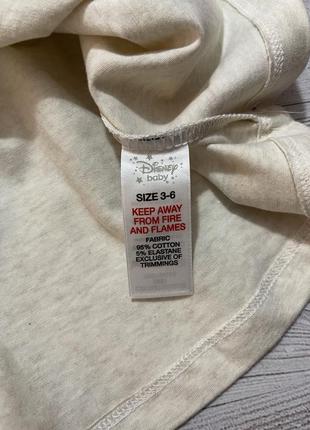 Disney
baby
SIZE 3-6
KEEP AWAY
FROM FIRE
AND FLAMES
FABRIC
95% COTTON
5% ELASTANE
EXCLUSIVE OF
TRIMMINGS